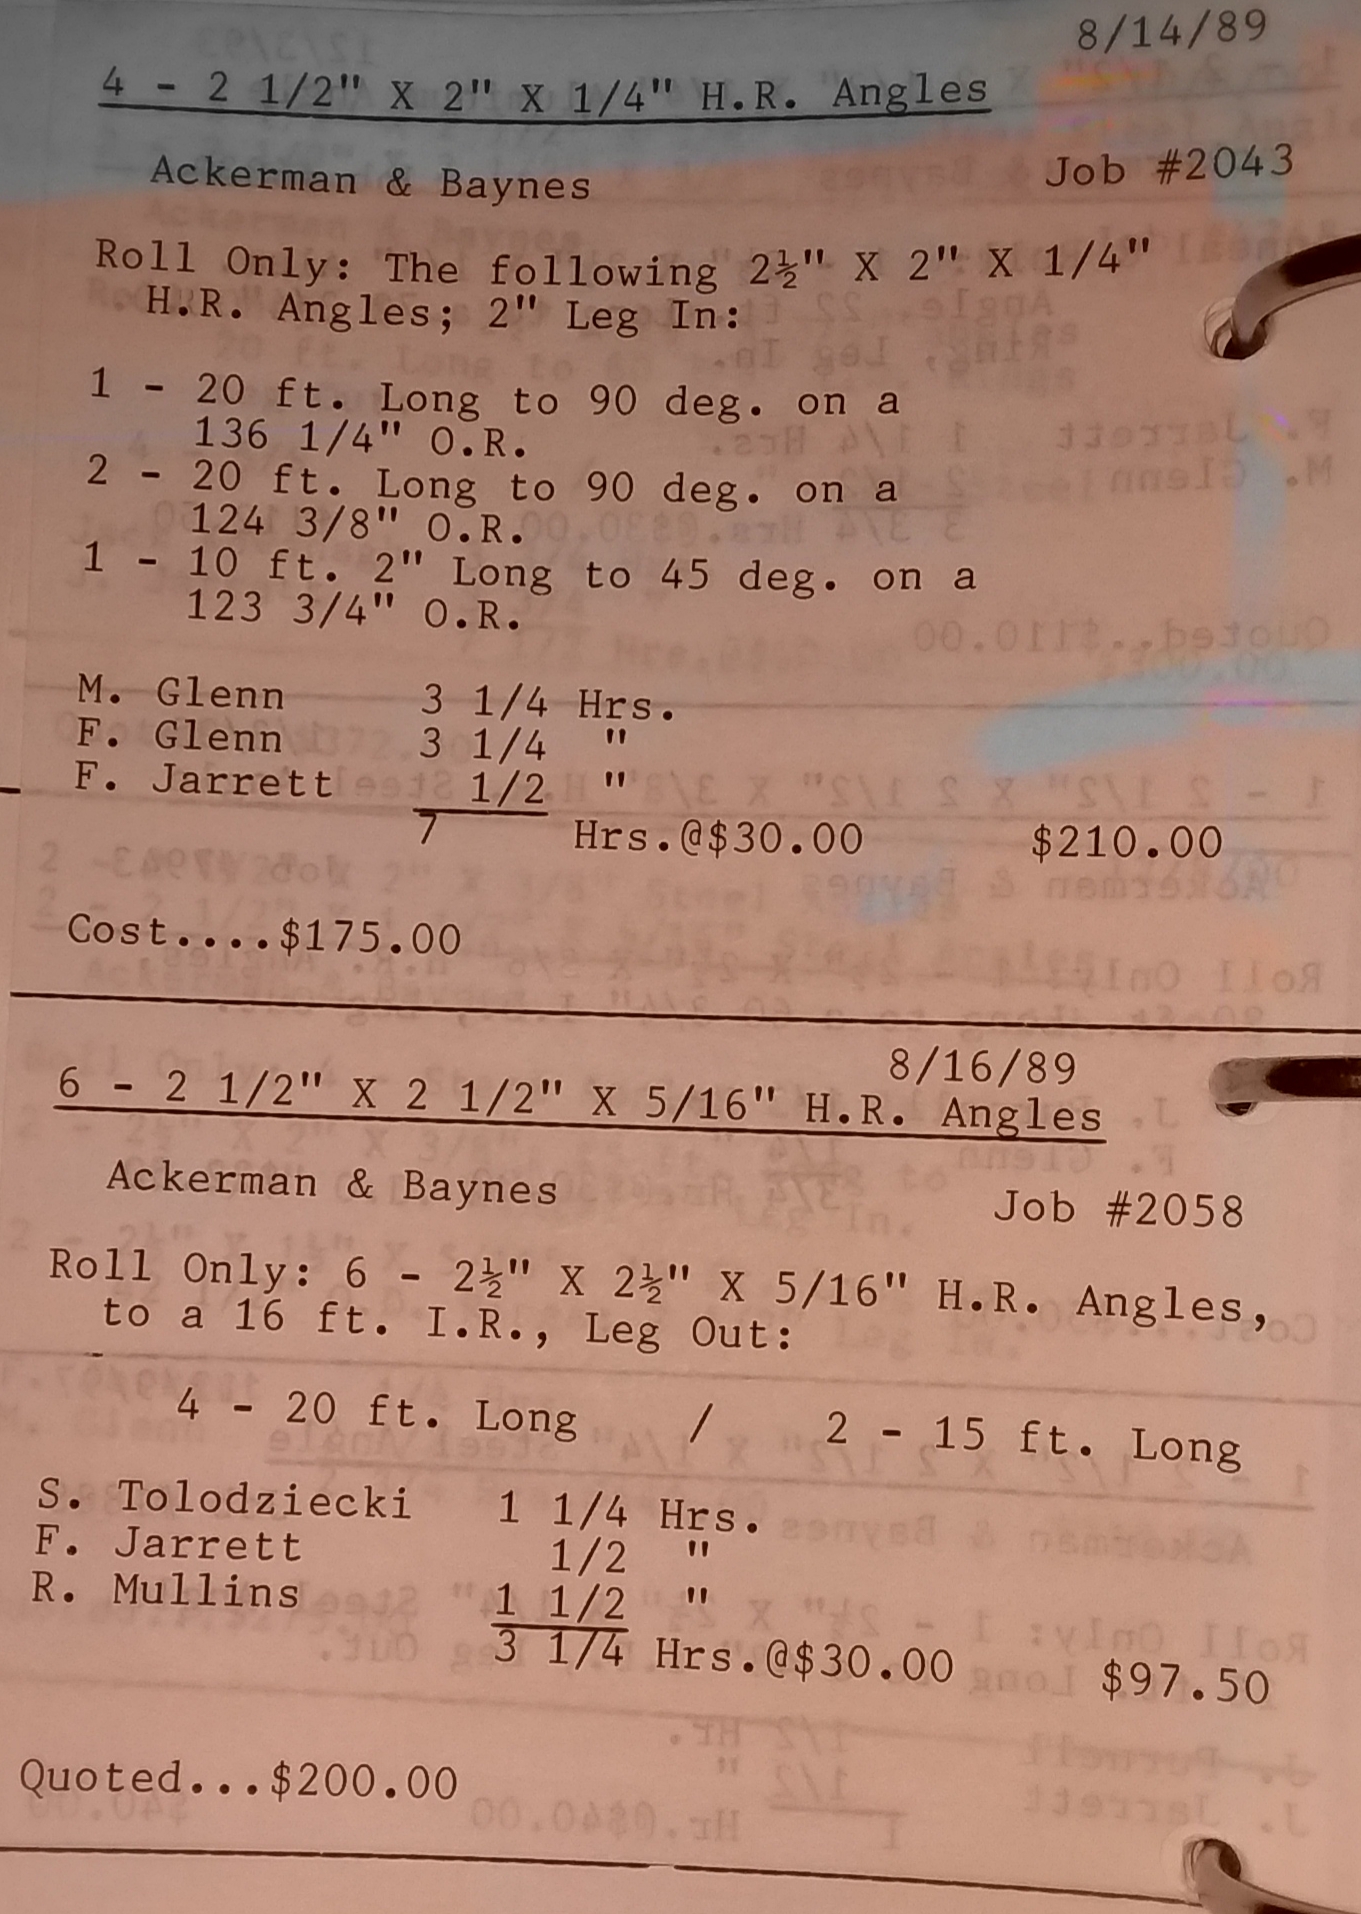 8/14/89
4 - 2 1/2" X 2" X 1/4" H.R. Angles
Ackerman & Baynes Job #2043
Roll Only: The following 2½" X 2" X 1/4"
H.R. Angles; 2" Leg In:
1 - 20 ft. Long to 90 deg. on a
136 1/4" O.R.
2 - 20 ft. Long to 90 deg. on a
124 3/8" O.R.
1 - 10 ft. 2" Long to 45 deg. on a
123 3/4" O.R.
M. Glenn 3 1/4 Hrs.
F. Glenn 3 1/4 "
F. Jarrett 1/2 "
7 Hrs.@$30.00 $210.00
Cost....$175.00
8/16/89
6 - 2 1/2" X 2 1/2" X 5/16" H.R. Angles
Ackerman & Baynes Job #2058
Roll Only: 6 - 2½" X 2½" X 5/16" H.R. Angles,
to a 16 ft. I.R., Leg Out:
4 - 20 ft. Long / 2 - 15 ft. Long
S. Tolodziecki 1 1/4 Hrs.
F. Jarrett 1/2 "
R. Mullins 1 1/2 "
3 1/4 Hrs.@$30.00 $97.50
Quoted...$200.00